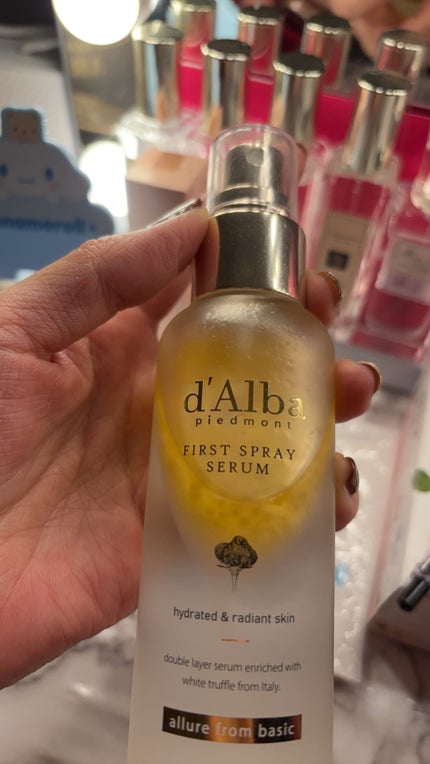 d'Alba
piedmont
FIRST SPRAY
SERUM
hydrated & radiant skin
double layer serum enriched with
white truffle from Italy.
allure from basic